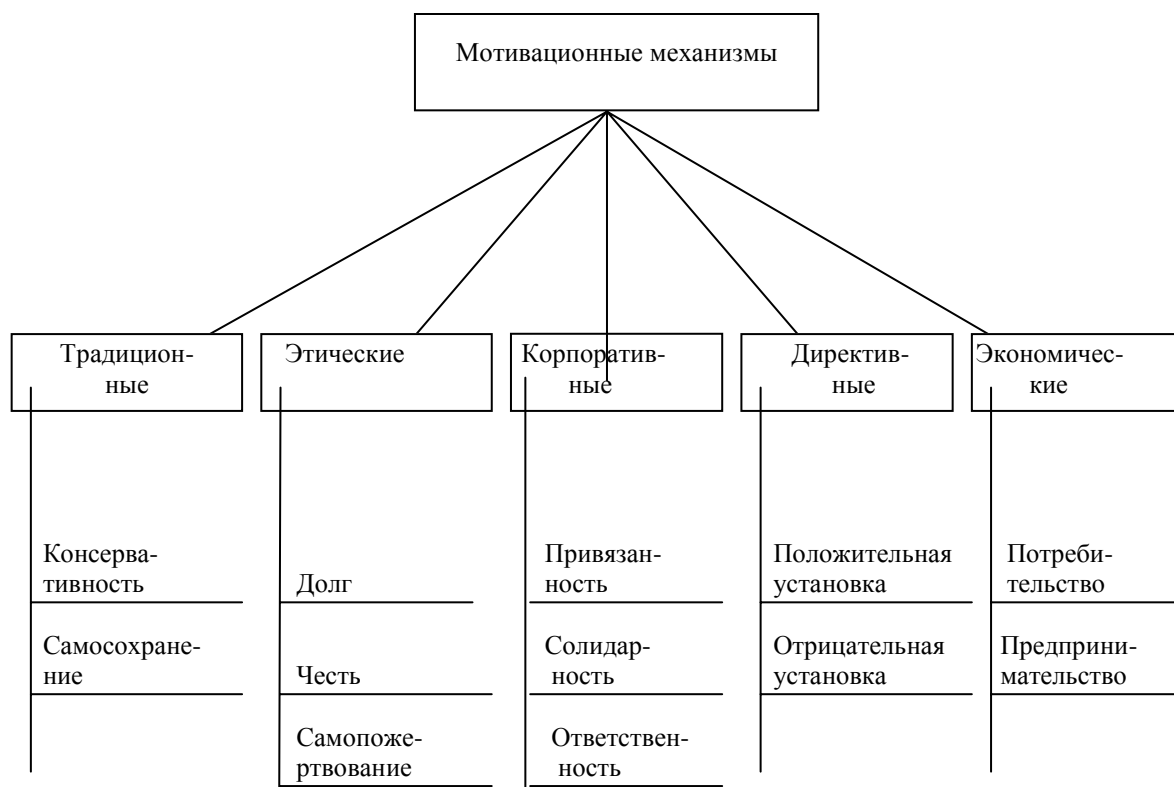 Мотивационные механизмы
Традицион-
ные
Этические
Корпоратив-
ные
Директив-
ные
Экономичес-
кие
Консерва-
тивность
Самосохране-
ние
Долг
Честь
Самопоже-
ртвование
Привязан-
ность
Солидар-
ность
Ответствен-
ность
Положительная
установка
Отрицательная
установка
Потреби-
тельство
Предприни-
мательство